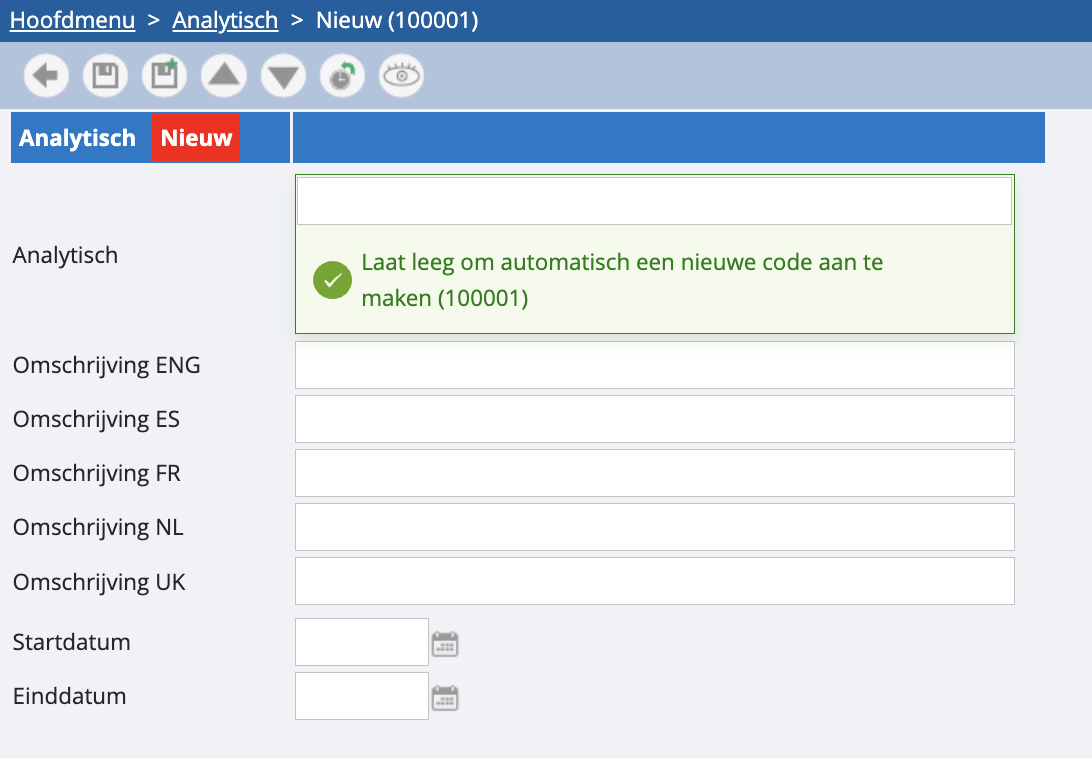 Hoofdmenu > Analytisch > Nieuw (100001)
Analytisch Nieuw
Analytisch
Laat leeg om automatisch een nieuwe code aan te
maken (100001)
Omschrijving ENG
Omschrijving ES
Omschrijving FR
Omschrijving NL
Omschrijving UK
Startdatum
Einddatum